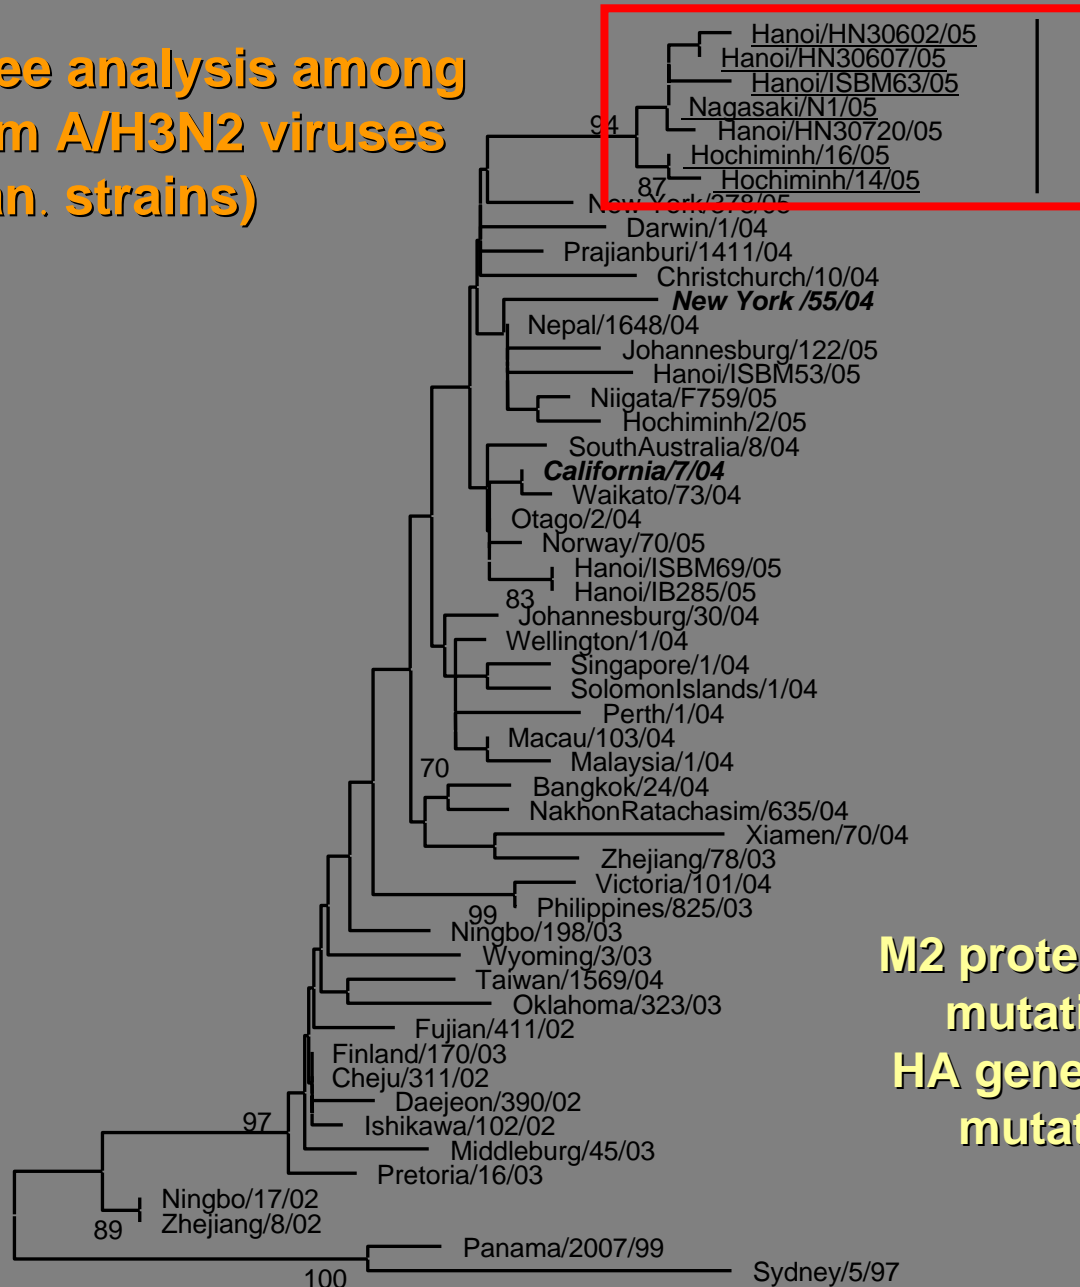 ee analysis among
m A/H3N2 viruses
an. strains)
Hanoi/HN30602/05
Hanoi/HN30607/05
Hanoi/ISBM63/05
Nagasaki/N1/05
94
Hanoi/HN30720/05
Hochiminh/16/05
Hochiminh/14/05
87
New York/378/05
Darwin/1/04
Prajianburi/1411/04
Christchurch/10/04
New York /55/04
Nepal/1648/04
Johannesburg/122/05
Hanoi/ISBM53/05
Niigata/F759/05
Hochiminh/2/05
SouthAustralia/8/04
California/7/04
Waikato/73/04
Otago/2/04
Norway/70/05
Hanoi/ISBM69/05
Hanoi/IB285/05
83
Johannesburg/30/04
Wellington/1/04
Singapore/1/04
SolomonIslands/1/04
Perth/1/04
Macau/103/04
Malaysia/1/04
70
Bangkok/24/04
NakhonRatachasim/635/04
Xiamen/70/04
Zhejiang/78/03
Victoria/101/04
Philippines/825/03
99
Ningbo/198/03
Wyoming/3/03
Taiwan/1569/04
Oklahoma/323/03
Fujian/411/02
Finland/170/03
Cheju/311/02
Daejeon/390/02
Ishikawa/102/02
97
Middleburg/45/03
Pretoria/16/03
Ningbo/17/02
Zhejiang/8/02
89
Panama/2007/99
Sydney/5/97
100
M2 prote
mutati
HA gene
mutat